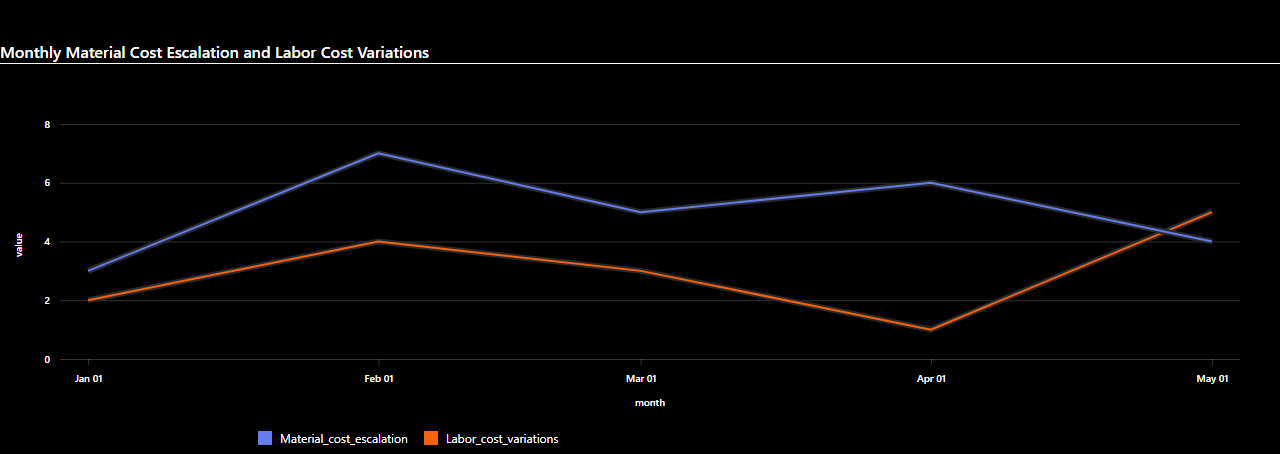 Monthly Material Cost Escalation and Labor Cost Variations
8
6
4
2
0
value
Jan 01 Feb 01 Mar 01 Apr 01 May 01
month
Material_cost_escalation Labor_cost_variations